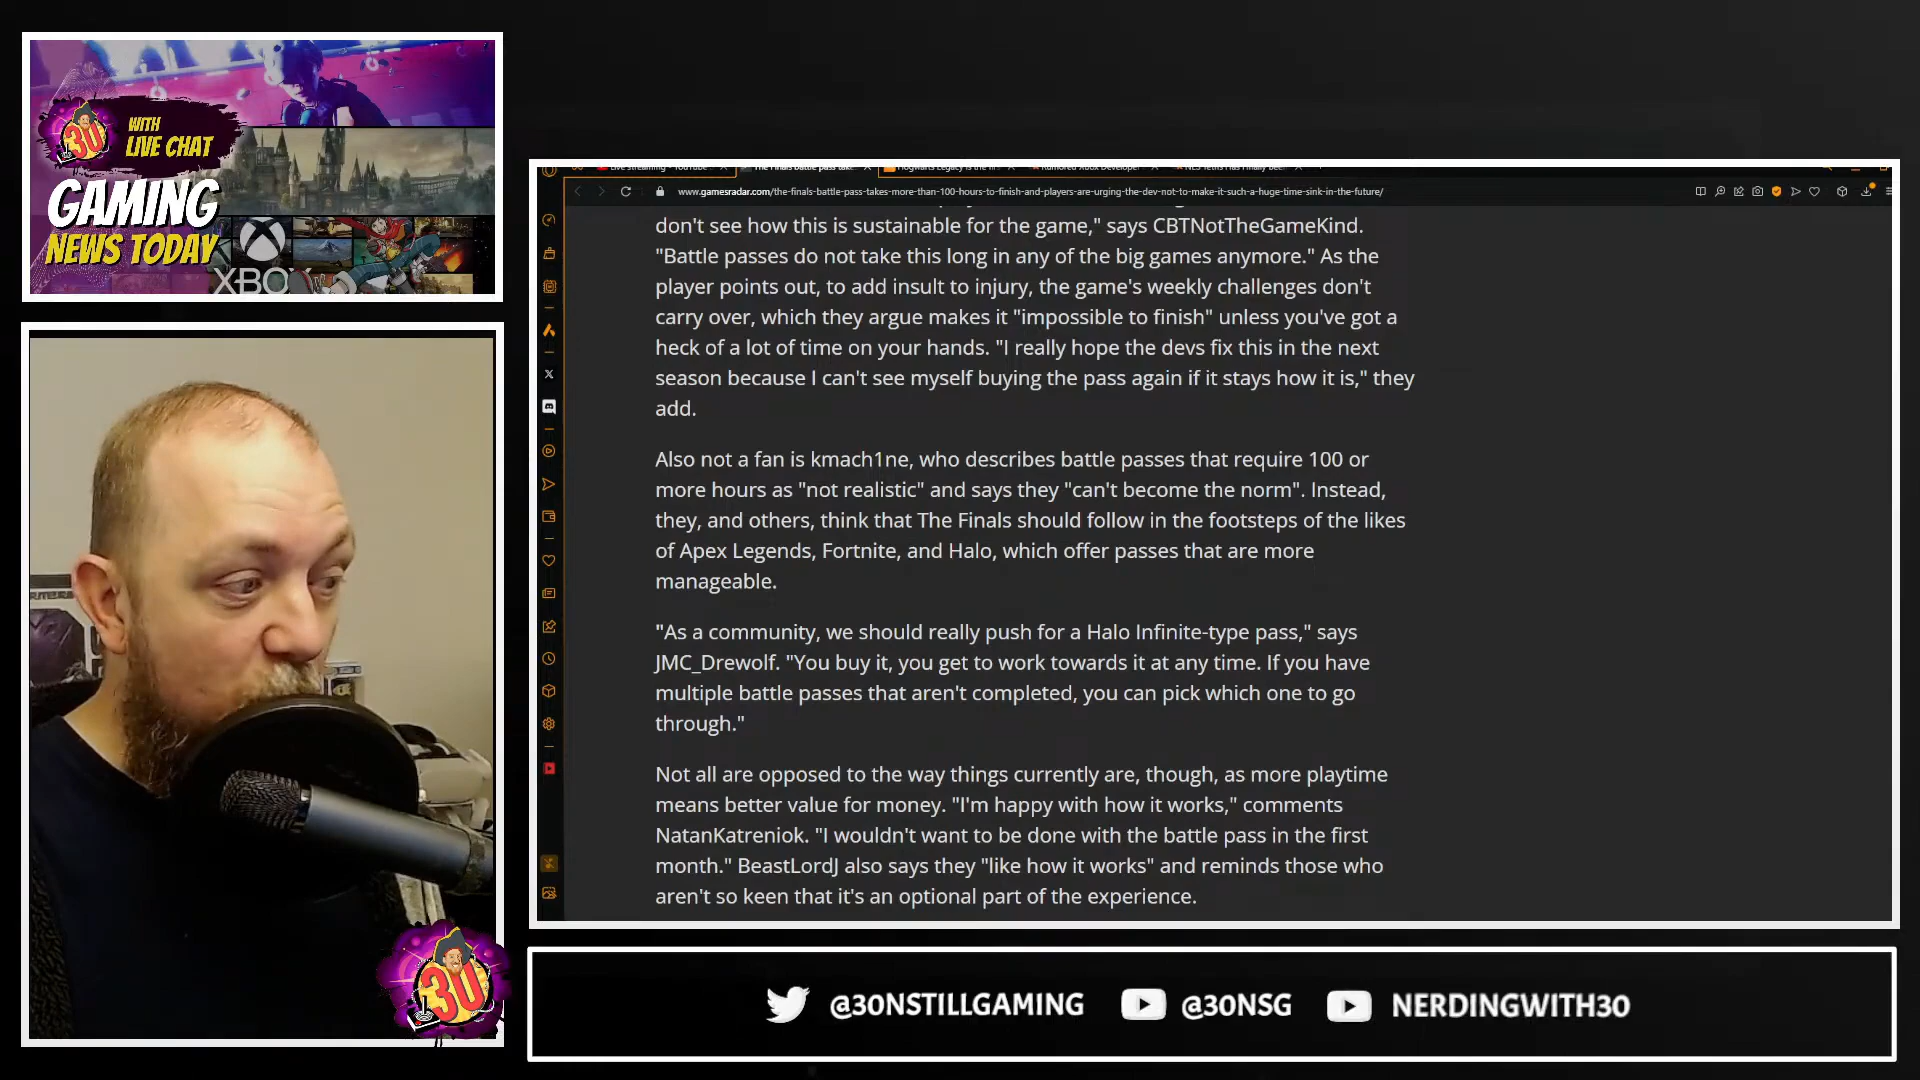 WITH
LIVE CHAT
30
GAMING
NEWS TODAY
XBOX
www.gamesradar.com/the-finals-battle-pass-takes-more-than-100-hours-to-finish-and-players-are-urging-the-dev-not-to-make-it-such-a-huge-time-sink-in-the-future/
don't see how this is sustainable for the game," says CBTNotTheGameKind.
"Battle passes do not take this long in any of the big games anymore." As the
player points out, to add insult to injury, the game's weekly challenges don't
carry over, which they argue makes it "impossible to finish" unless you've got a
heck of a lot of time on your hands. "I really hope the devs fix this in the next
season because I can't see myself buying the pass again if it stays how it is," they
add.
Also not a fan is kmach1ne, who describes battle passes that require 100 or
more hours as "not realistic" and says they "can't become the norm". Instead,
they, and others, think that The Finals should follow in the footsteps of the likes
of Apex Legends, Fortnite, and Halo, which offer passes that are more
manageable.
"As a community, we should really push for a Halo Infinite-type pass," says
JMC_Drewolf. "You buy it, you get to work towards it at any time. If you have
multiple battle passes that aren't completed, you can pick which one to go
through."
Not all are opposed to the way things currently are, though, as more playtime
means better value for money. "I'm happy with how it works," comments
NatanKatreniok. "I wouldn't want to be done with the battle pass in the first
month." BeastLordJ also says they "like how it works" and reminds those who
aren't so keen that it's an optional part of the experience.
30
@30NSTILLGAMING
@30NSG
NERDINGWITH30